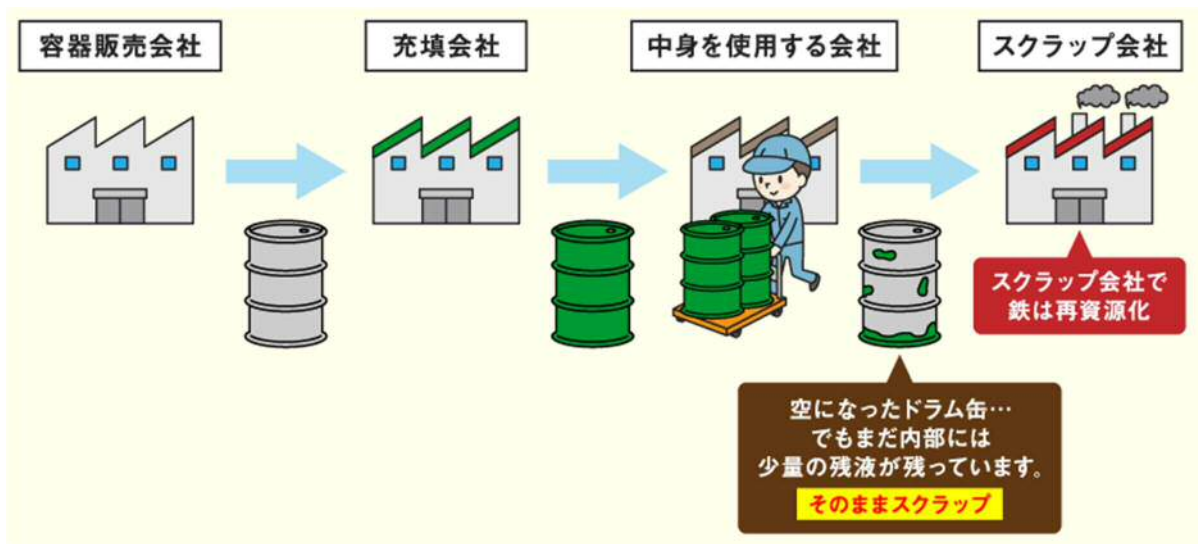 容器販売会社
充填会社
中身を使用する会社
スクラップ会社
スクラップ会社で
鉄は再資源化
空になったドラム缶…
でもまだ内部には
少量の残液が残っています。
そのままスクラップ